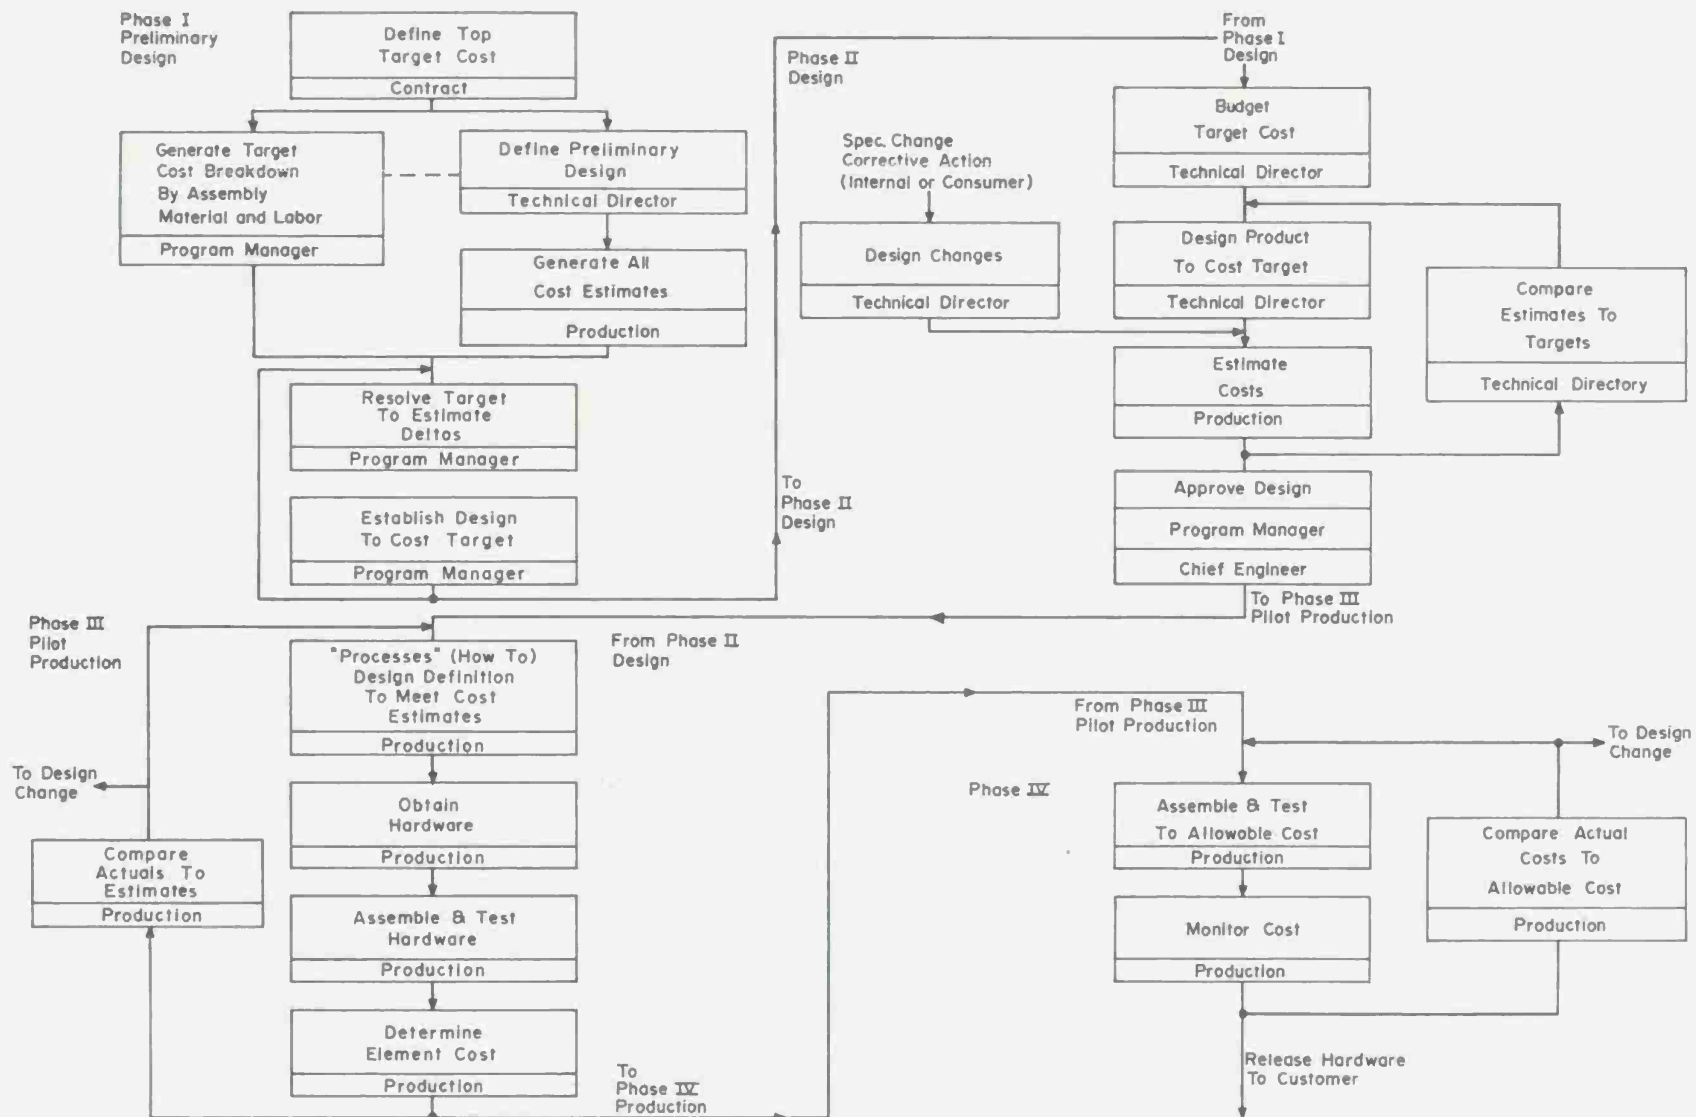 Phase I
Preliminary
Design
Define Top
Target Cost
Contract
Generate Target
Cost Breakdown
By Assembly
Material and Labor
Program Manager
Define Preliminary
Design
Technical Director
Generate All
Cost Estimates
Production
Resolve Target
To Estimate
Deltas
Program Manager
Establish Design
To Cost Target
Program Manager
To
Phase II
Design
Phase II
Design
From
Phase I
Design
Budget
Target Cost
Technical Director
Spec. Change
Corrective Action
(Internal or Consumer)
Design Changes
Technical Director
Design Product
To Cost Target
Technical Director
Compare
Estimates To
Targets
Technical Directory
Estimate
Costs
Production
Approve Design
Program Manager
Chief Engineer
To Phase III
Pilot Production
Phase III
Pilot
Production
From Phase II
Design
"Processes" (How To)
Design Definition
To Meet Cost
Estimates
Production
To Design
Change
Obtain
Hardware
Production
Compare
Actuals To
Estimates
Production
Assemble & Test
Hardware
Production
Determine
Element Cost
Production
To
Phase IV
Production
From Phase III
Pilot Production
To Design
Change
Phase IV
Assemble & Test
To Allowable Cost
Production
Compare Actual
Costs To
Allowable Cost
Production
Monitor Cost
Production
Release Hardware
To Customer